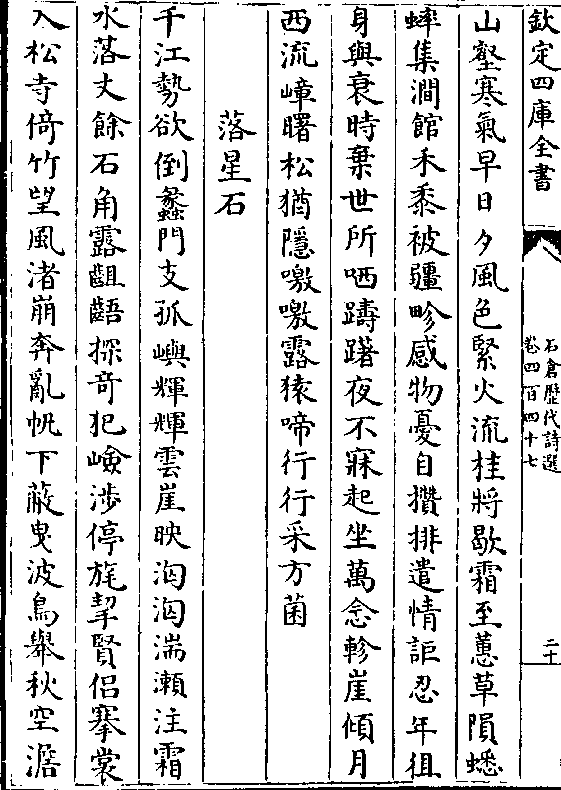 欽定四庫全書
石倉歷代詩選
卷四百四十七
二十
山壑寒氣早日夕風色緊火流桂將歇霜至蕙草隕蟋
蟀集澗館禾黍被疆畛感物憂自攢排遣情詎忍年徂
身與衰時棄世所哂躊躇夜不寐起坐萬念軫崖傾月
西流嶂曙松猶隱噭噭露猿啼行行采方菌
落星石
千江勢欲倒蠡門支孤嶼輝輝雲崖映洶洶湍瀨注霜
水落丈餘石角露齟齬探奇犯嶮涉停旄挈賢侶搴裳
入松寺倚竹望風渚崩奔亂帆下蔽曳波鳥舉秋空澹